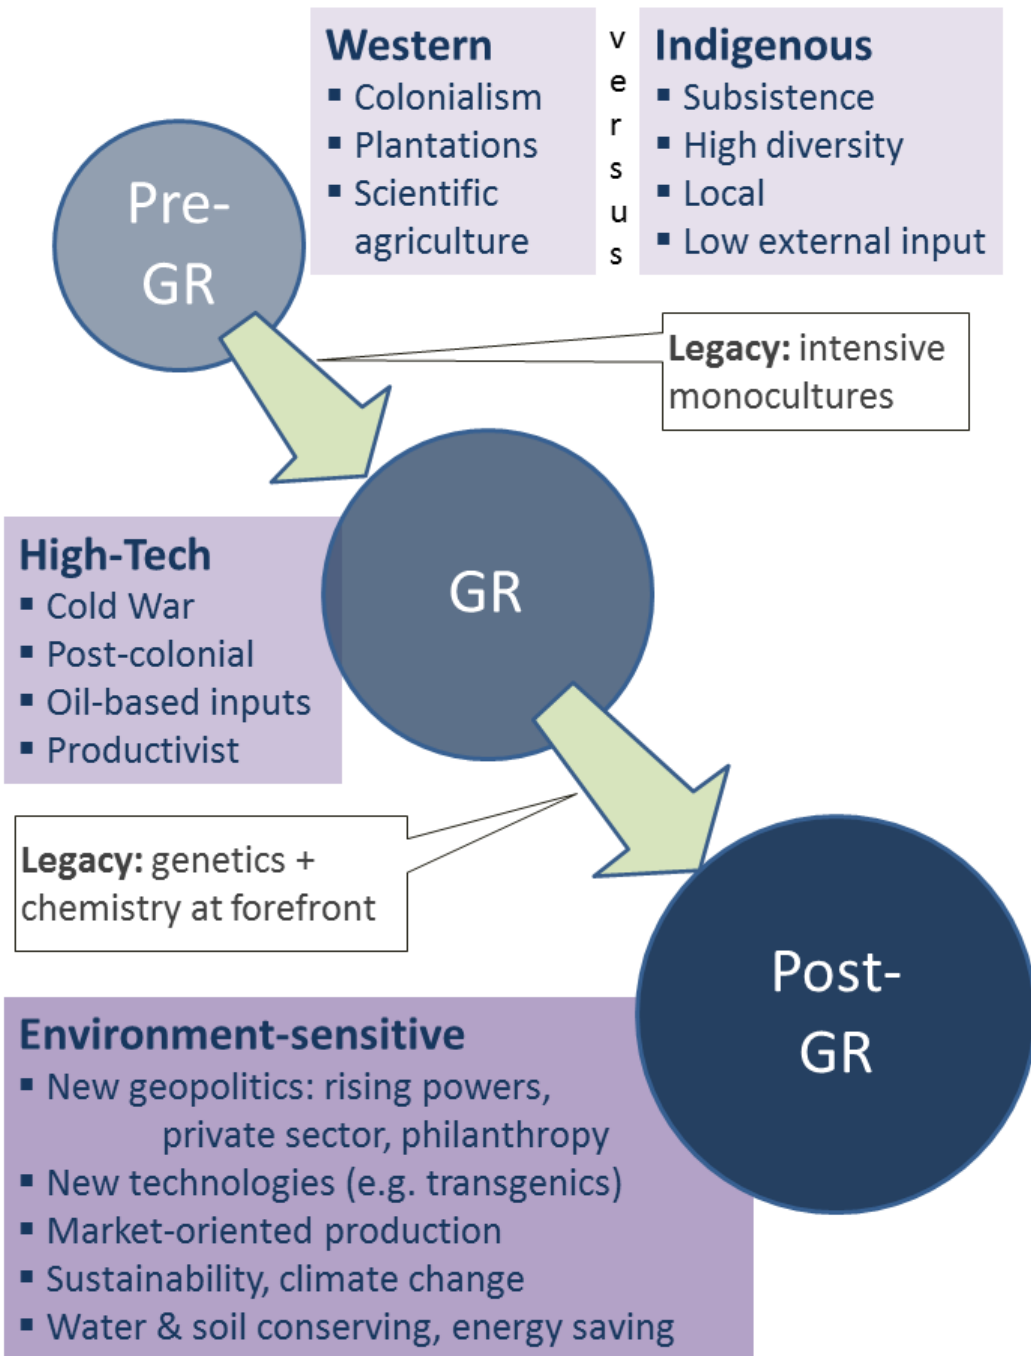 Western
▪ Colonialism
▪ Plantations
▪ Scientific
agriculture
versus
Indigenous
▪ Subsistence
▪ High diversity
▪ Local
▪ Low external input
Pre-
GR
Legacy: intensive
monocultures
GR
High-Tech
▪ Cold War
▪ Post-colonial
▪ Oil-based inputs
▪ Productivist
Legacy: genetics +
chemistry at forefront
Post-
GR
Environment-sensitive
▪ New geopolitics: rising powers,
private sector, philanthropy
▪ New technologies (e.g. transgenics)
▪ Market-oriented production
▪ Sustainability, climate change
▪ Water & soil conserving, energy saving